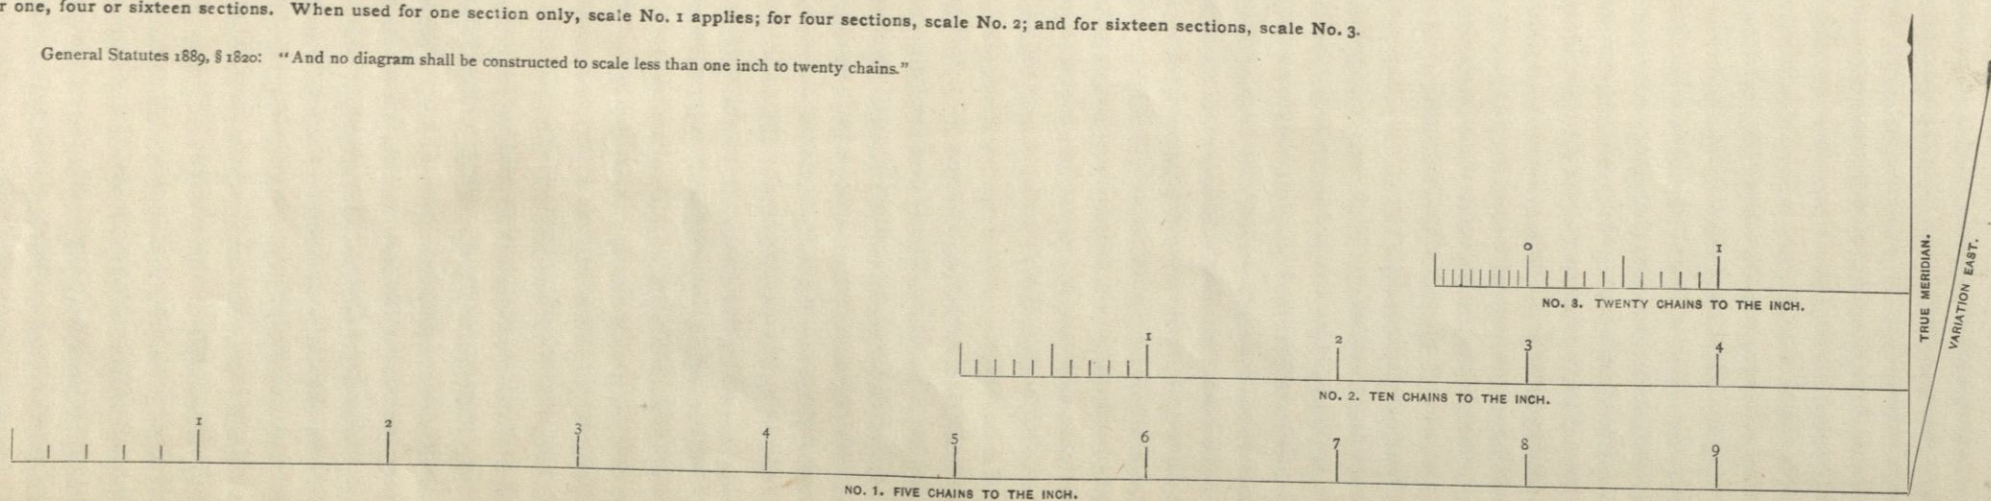 r one, four or sixteen sections. When used for one section only, scale No. 1 applies; for four sections, scale No. 2; and for sixteen sections, scale No. 3.
General Statutes 1889, § 1820: "And no diagram shall be constructed to scale less than one inch to twenty chains."
0 1
NO. 3. TWENTY CHAINS TO THE INCH.
TRUE MERIDIAN.
VARIATION EAST.
1 2 3 4
NO. 2. TEN CHAINS TO THE INCH.
1 2 3 4 5 6 7 8 9
NO. 1. FIVE CHAINS TO THE INCH.